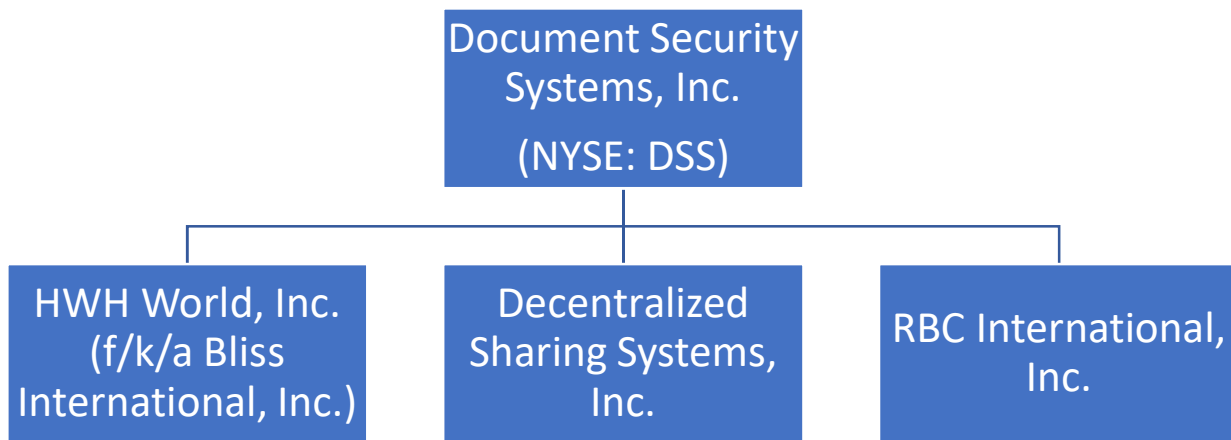 Document Security
Systems, Inc.
(NYSE: DSS)
HWH World, Inc.
(f/k/a Bliss
International, Inc.)
Decentralized
Sharing Systems,
Inc.
RBC International,
Inc.